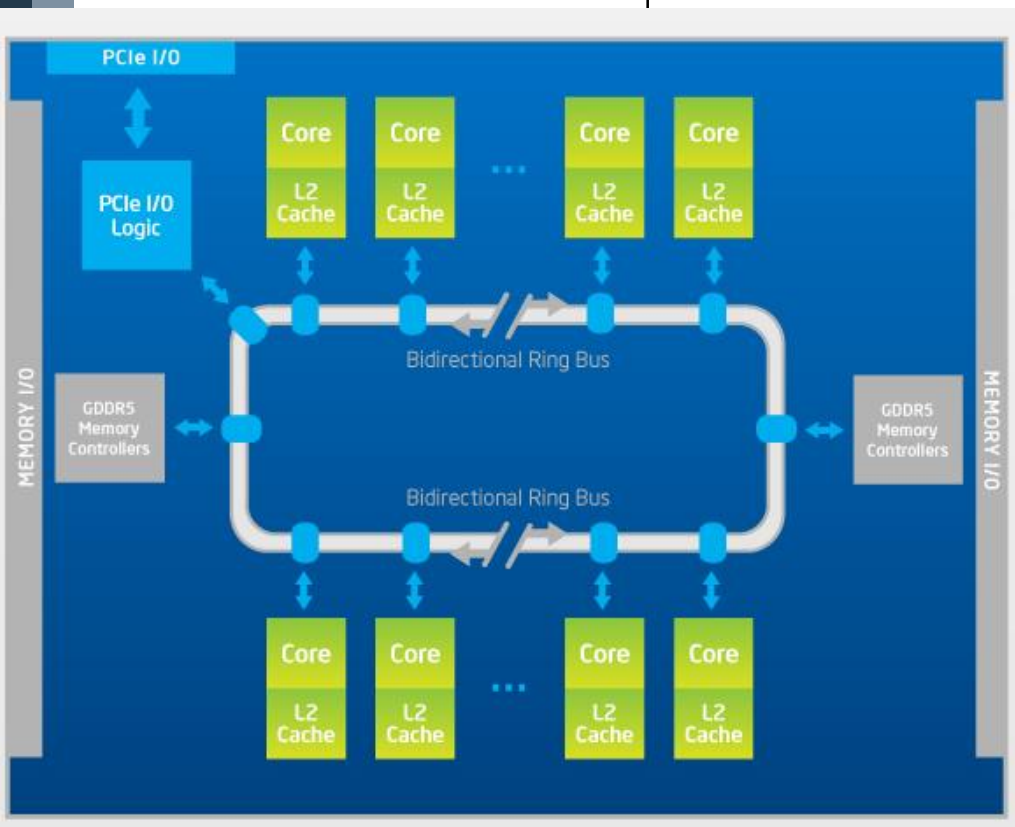 PCIe I/O
PCIe I/O
Logic
Core
L2
Cache
Core
L2
Cache
...
Core
L2
Cache
Core
L2
Cache
Bidirectional Ring Bus
MEMORY I/O
GDDR5
Memory
Controllers
GDDR5
Memory
Controllers
MEMORY I/O
Bidirectional Ring Bus
Core
L2
Cache
Core
L2
Cache
...
Core
L2
Cache
Core
L2
Cache